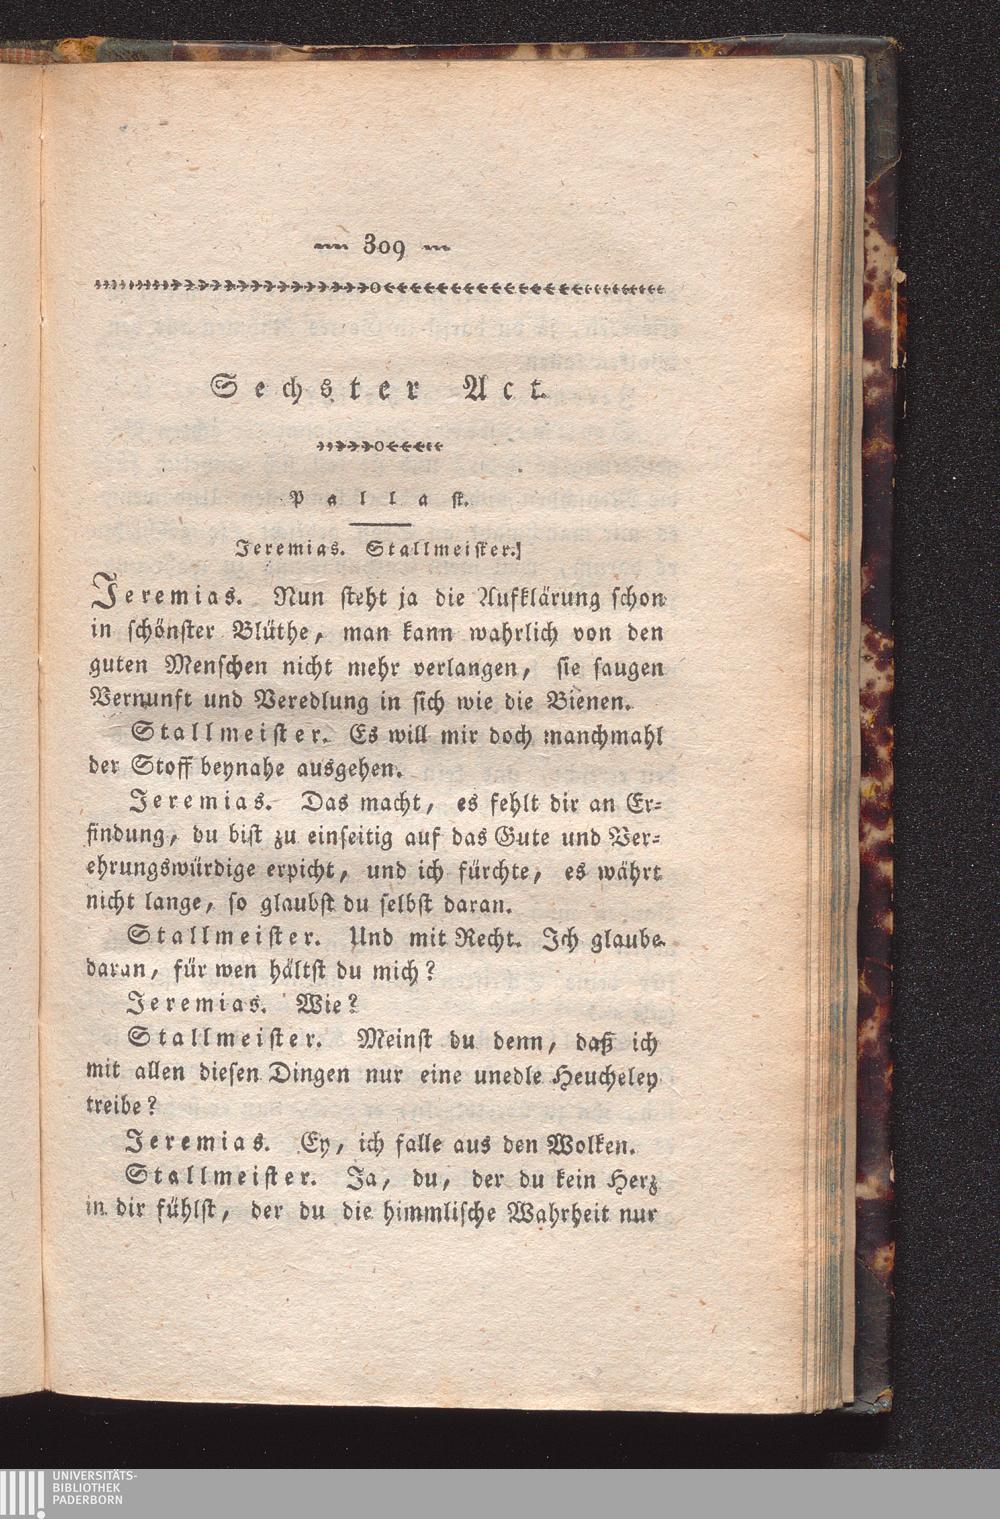 309
Sechster Act.
Pallast.
Jeremias. Stallmeister.
Jeremias. Nun steht ja die Aufklärung schon
in schönster Blüthe, man kann wahrlich von den
guten Menschen nicht mehr verlangen, sie saugen
Vernunft und Veredlung in sich wie die Bienen.
Stallmeister. Es will mir doch manchmahl
der Stoff beynahe ausgehen.
Jeremias. Das macht, es fehlt dir an Er-
findung, du bist zu einseitig auf das Gute und Ver-
ehrungswürdige erpicht, und ich fürchte, es währt
nicht lange, so glaubst du selbst daran.
Stallmeister. Und mit Recht. Ich glaube
daran, für wen hältst du mich?
Jeremias. Wie?
Stallmeister. Meinst du denn, daß ich
mit allen diesen Dingen nur eine unedle Heucheley
treibe?
Jeremias. Ey, ich falle aus den Wolken.
Stallmeister. Ja, du, der du kein Herz
in dir fühlst, der du die himmlische Wahrheit nur
UNIVERSITÄTS-
BIBLIOTHEK
PADERBORN